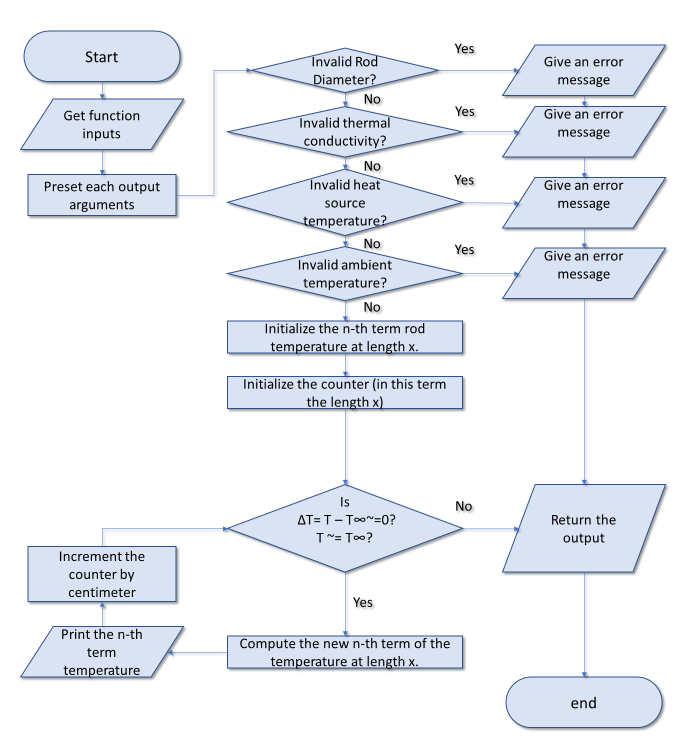 Start
Get function
inputs
Preset each output
arguments
Invalid Rod
Diameter?
Yes
Give an error
message
No
Invalid thermal
conductivity?
Yes
Give an error
message
No
Invalid heat
source
temperature?
Yes
Give an error
message
No
Invalid ambient
temperature?
Yes
Give an error
message
No
Initialize the n-th term rod
temperature at length x.
Initialize the counter (in this term
the length x)
Is
ΔT= T – T∞~=0?
T ~= T∞?
No
Return the
output
Yes
Compute the new n-th term of the
temperature at length x.
Print the n-th
term
temperature
Increment the
counter by
centimeter
end